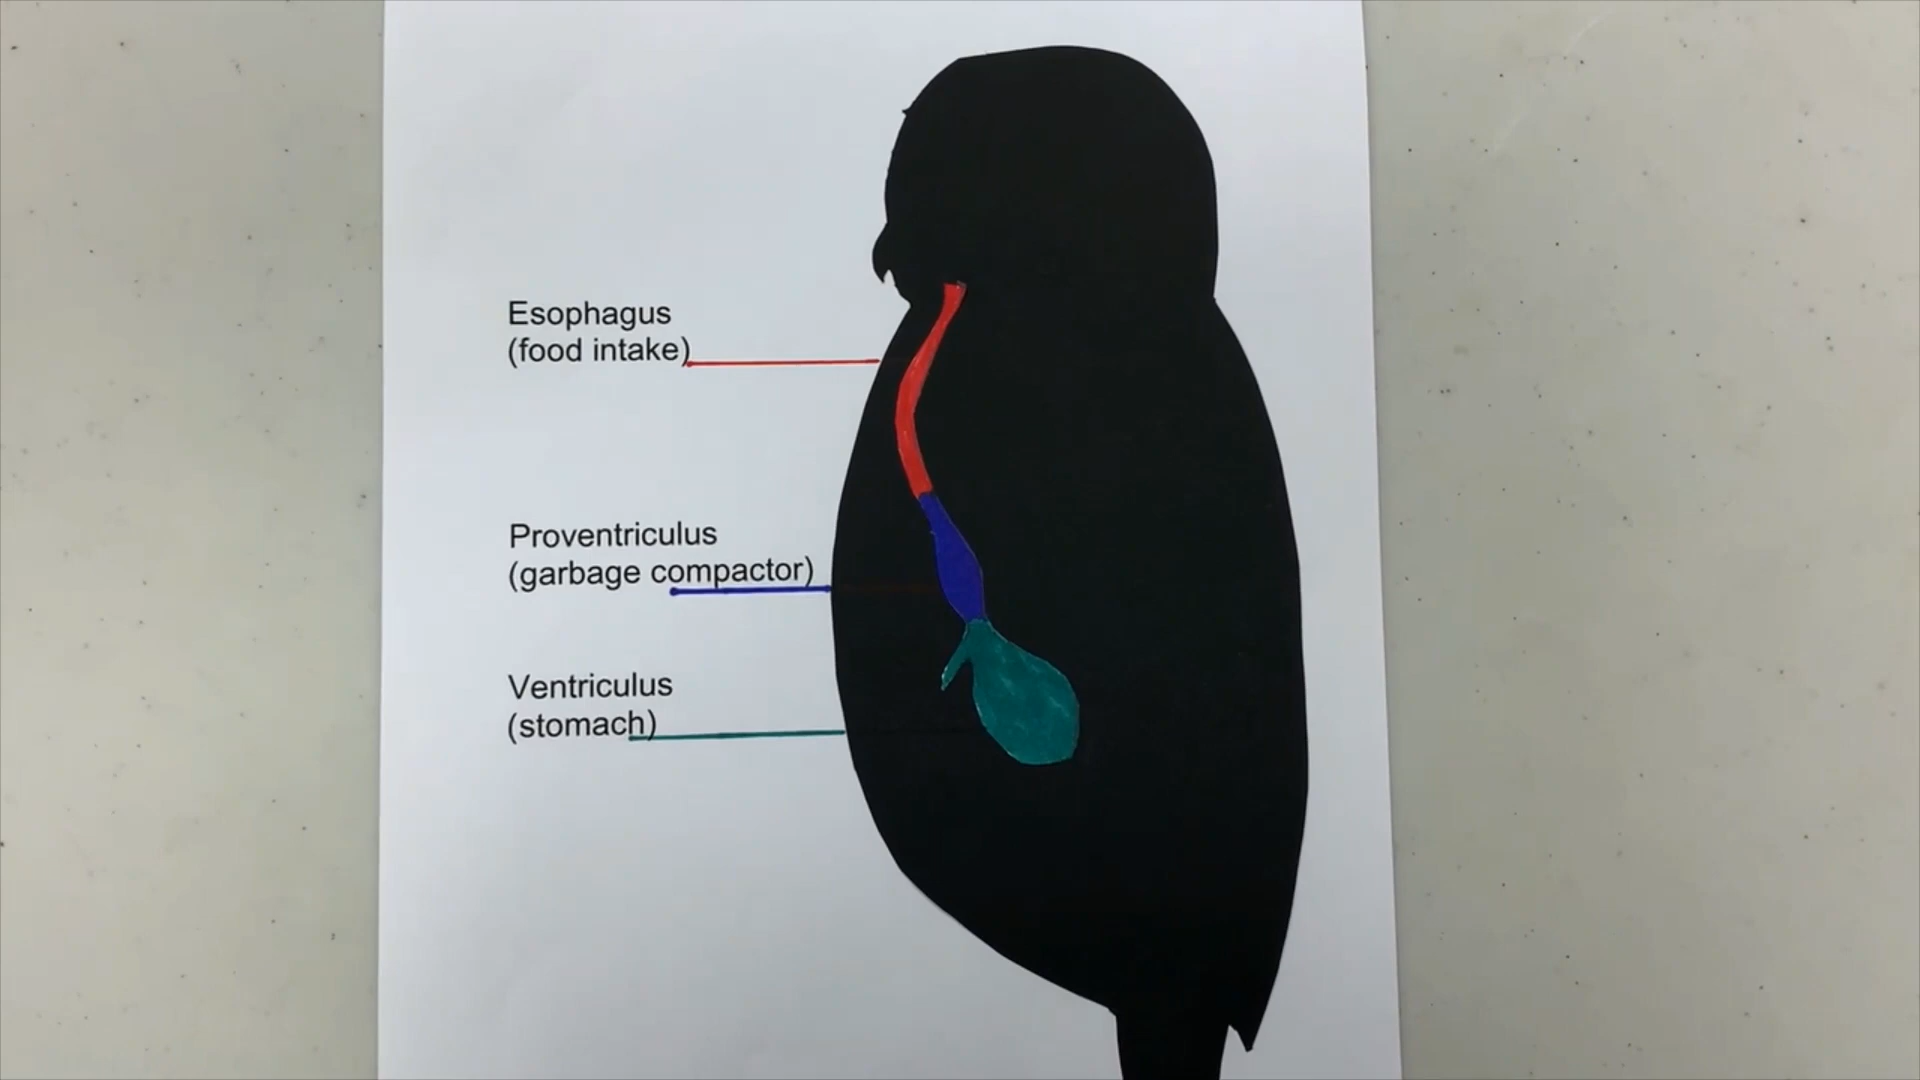 Esophagus
(food intake)
Proventriculus
(garbage compactor)
Ventriculus
(stomach)